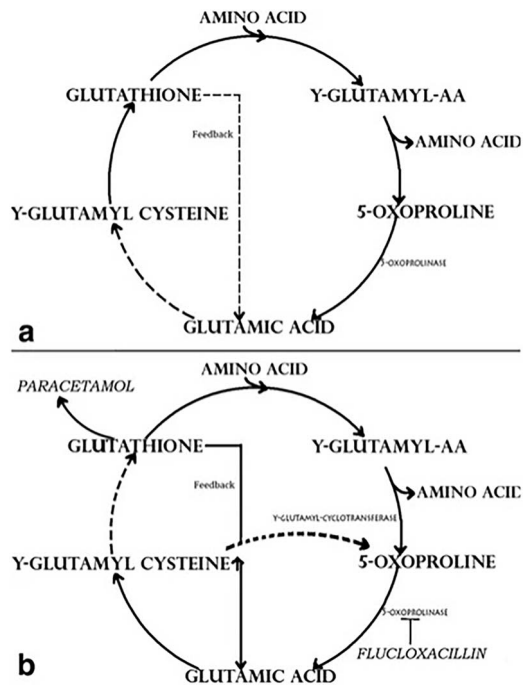 AMINO ACID
GLUTATHIONE
Y-GLUTAMYL-AA
Feedback
AMINO ACID
Y-GLUTAMYL CYSTEINE
5-OXOPROLINE
5-OXOPROLINASE
GLUTAMIC ACID
a
AMINO ACID
PARACETAMOL
GLUTATHIONE
Y-GLUTAMYL-AA
Feedback
AMINO ACID
Y-GLUTAMYL-CYCLOTRANSFERASE
Y-GLUTAMYL CYSTEINE
5-OXOPROLINE
5-OXOPROLINASE
FLUCLOXACILLIN
b
GLUTAMIC ACID